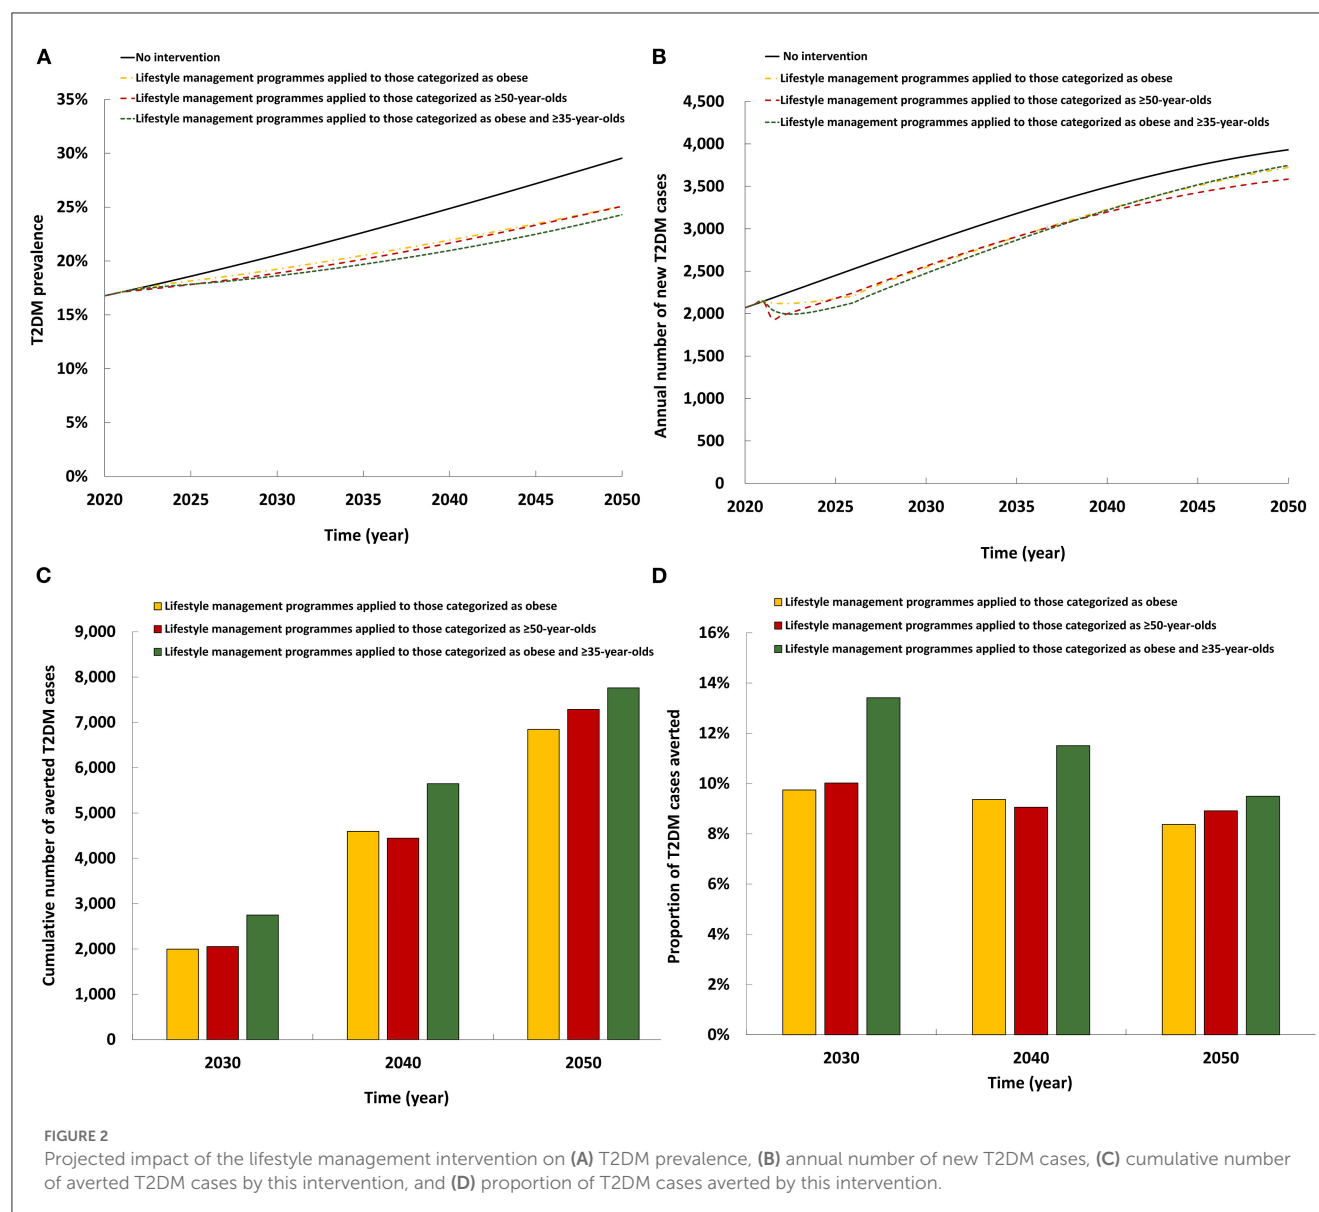 A
No intervention
Lifestyle management programmes applied to those categorized as obese
Lifestyle management programmes applied to those categorized as ≥50-year-olds
Lifestyle management programmes applied to those categorized as obese and ≥35-year-olds
35%
30%
25%
20%
15%
10%
5%
0%
T2DM prevalence
2020 2025 2030 2035 2040 2045 2050
Time (year)
B
No intervention
Lifestyle management programmes applied to those categorized as obese
Lifestyle management programmes applied to those categorized as ≥50-year-olds
Lifestyle management programmes applied to those categorized as obese and ≥35-year-olds
4,500
4,000
3,500
3,000
2,500
2,000
1,500
1,000
500
0
Annual number of new T2DM cases
2020 2025 2030 2035 2040 2045 2050
Time (year)
C
Lifestyle management programmes applied to those categorized as obese
Lifestyle management programmes applied to those categorized as ≥50-year-olds
Lifestyle management programmes applied to those categorized as obese and ≥35-year-olds
9,000
8,000
7,000
6,000
5,000
4,000
3,000
2,000
1,000
0
Cumulative number of averted T2DM cases
2030 2040 2050
Time (year)
D
Lifestyle management programmes applied to those categorized as obese
Lifestyle management programmes applied to those categorized as ≥50-year-olds
Lifestyle management programmes applied to those categorized as obese and ≥35-year-olds
16%
14%
12%
10%
8%
6%
4%
2%
0%
Proportion of T2DM cases averted
2030 2040 2050
Time (year)
FIGURE 2
Projected impact of the lifestyle management intervention on (A) T2DM prevalence, (B) annual number of new T2DM cases, (C) cumulative number
of averted T2DM cases by this intervention, and (D) proportion of T2DM cases averted by this intervention.